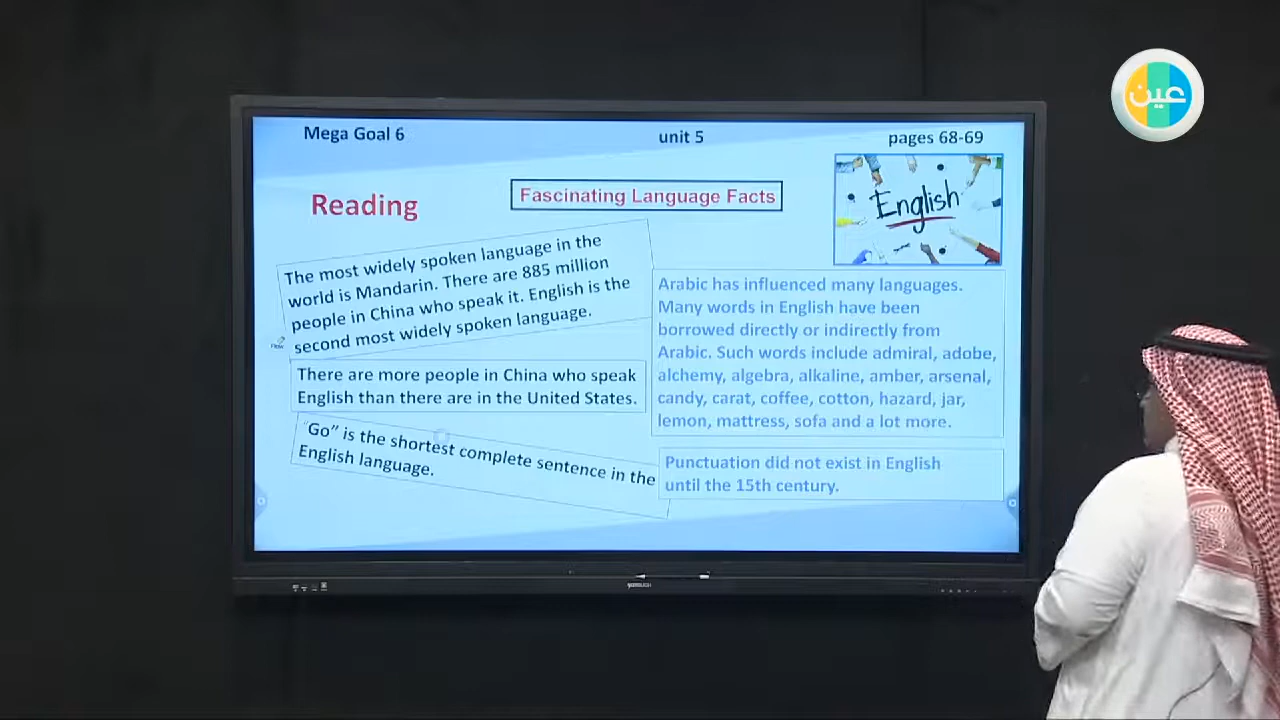 عين
Mega Goal 6
unit 5
pages 68-69
Reading
Fascinating Language Facts
English
The most widely spoken language in the
world is Mandarin. There are 885 million
people in China who speak it. English is the
second most widely spoken language.
There are more people in China who speak
English than there are in the United States.
"Go” is the shortest complete sentence in the
English language.
Arabic has influenced many languages.
Many words in English have been
borrowed directly or indirectly from
Arabic. Such words include admiral, adobe,
alchemy, algebra, alkaline, amber, arsenal,
candy, carat, coffee, cotton, hazard, jar,
lemon, mattress, sofa and a lot more.
Punctuation did not exist in English
until the 15th century.